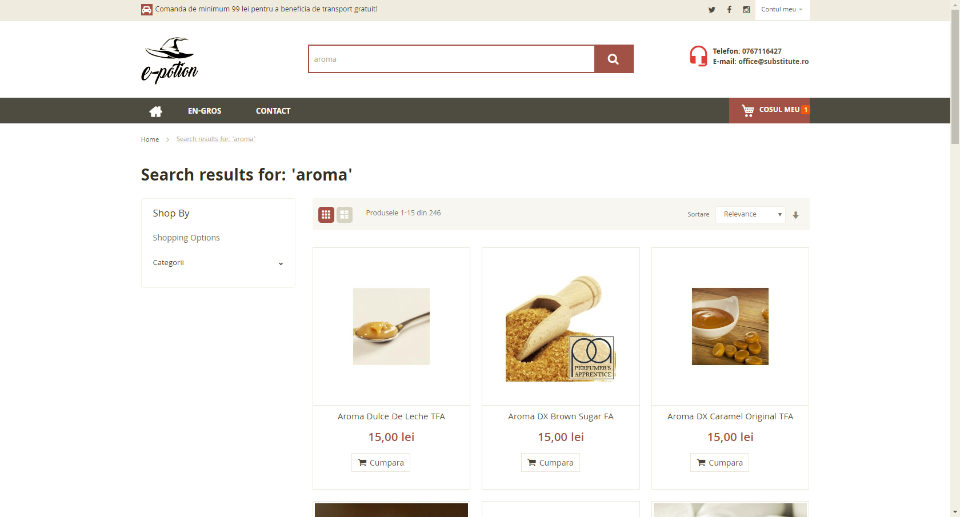 Comanda de minimum 99 lei pentru a beneficia de transport gratuit!
Contul meu
e-potion
aroma
Telefon: 0767116427
E-mail: office@substitute.ro
EN-GROS
CONTACT
COSUL MEU 1
Home
Search results for: 'aroma'
Search results for: 'aroma'
Shop By
Shopping Options
Categorii
Produsele 1-15 din 246
Sortare
Relevance
PERFUMER'S
APPRENTICE
Aroma Dulce De Leche TFA
Aroma DX Brown Sugar FA
Aroma DX Caramel Original TFA
15,00 lei
15,00 lei
15,00 lei
Cumpara
Cumpara
Cumpara